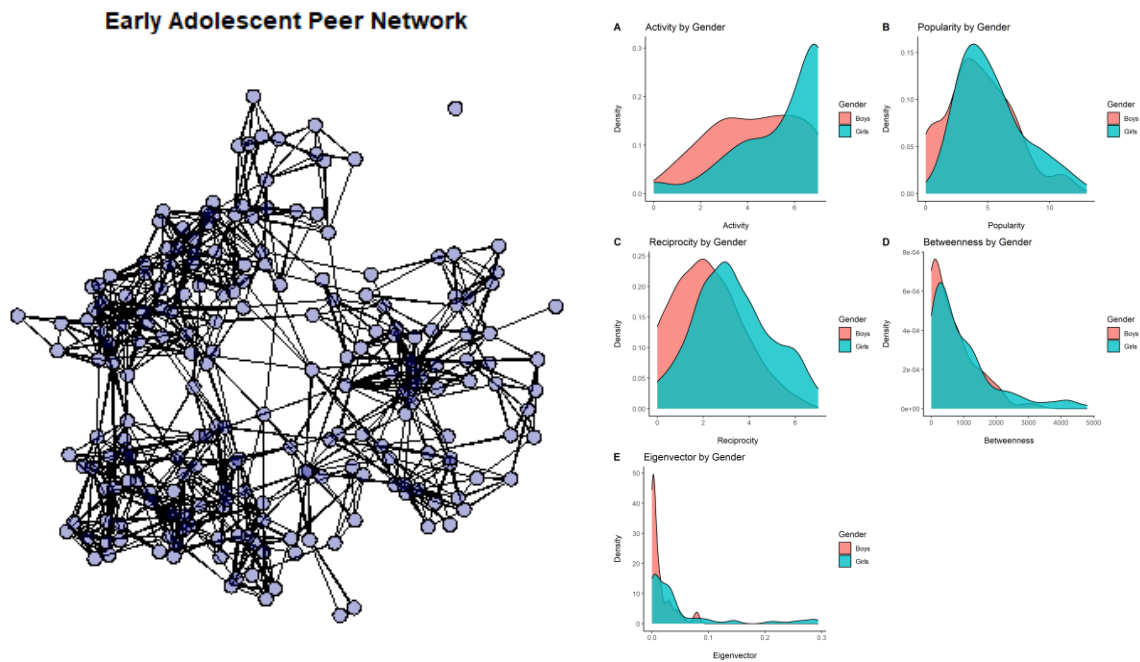 Early Adolescent Peer Network
A
Activity by Gender
0.3
0.2
0.1
0.0
Density
0
2
4
6
Activity
Gender
Boys
Girls
B
Popularity by Gender
0.15
0.10
0.05
0.00
Density
0
5
10
Popularity
Gender
Boys
Girls
C
Reciprocity by Gender
0.25
0.20
0.15
0.10
0.05
0.00
Density
0
2
4
6
Reciprocity
Gender
Boys
Girls
D
Betweenness by Gender
8e-04
6e-04
4e-04
2e-04
0e+00
Density
0
1000
2000
3000
4000
5000
Betweenness
Gender
Boys
Girls
E
Eigenvector by Gender
50
40
30
20
10
0
Density
0.0
0.1
0.2
0.3
Eigenvector
Gender
Boys
Girls